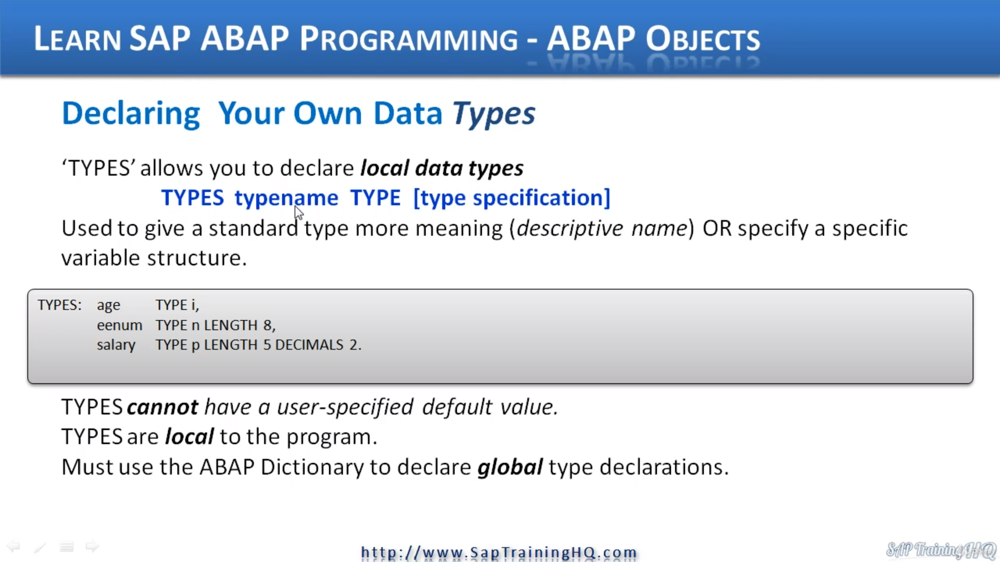 LEARN SAP ABAP PROGRAMMING - ABAP OBJECTS
Declaring Your Own Data Types
‘TYPES’ allows you to declare local data types
TYPES typename TYPE [type specification]
Used to give a standard type more meaning (descriptive name) OR specify a specific
variable structure.
TYPES: age TYPE i,
eenum TYPE n LENGTH 8,
salary TYPE p LENGTH 5 DECIMALS 2.
TYPES cannot have a user-specified default value.
TYPES are local to the program.
Must use the ABAP Dictionary to declare global type declarations.
http://www.SapTrainingHQ.com
SAP TrainingHQ